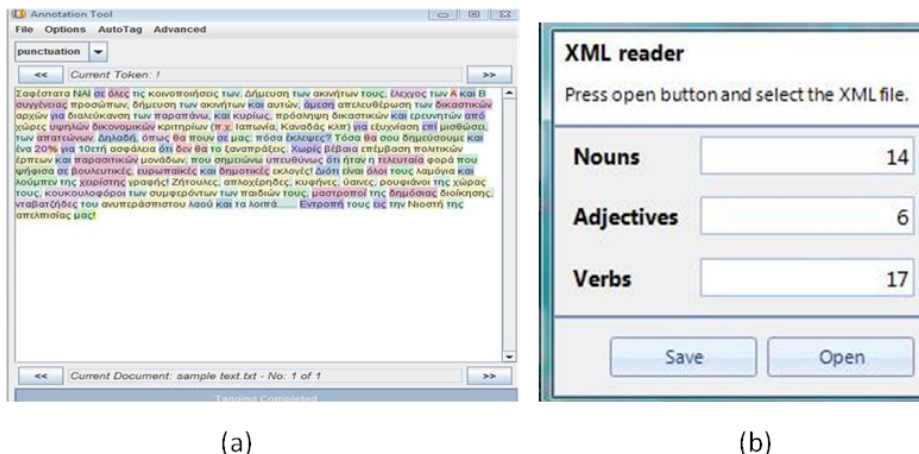 Annotation Tool
File Options AutoTag Advanced
punctuation
<< Current Token: ! >>
Σαφέστατα ΝΑΙ σε όλες τις κοινοποιήσεις των. Δήμευση των ακινήτων τους, έλεγχος των Α και Β
συγγένειας προσώπων, δήμευση των ακινήτων και αυτών, άμεση απελευθέρωση των δικαστικών
αρχών για διαλεύκανση των παραπάνω, και κυρίως, πρόσληψη δικαστικών και ερευνητών από
χώρες υψηλών δικονομικών κριτηρίων (π.χ. Ιαπωνία, Καναδάς κλπ) για εξυχνίαση επί μισθώσει,
των απατεώνων. Δηλαδή, όπως θα πουν σε μας: πόσα έκλεψες? Τόσα θα σου δημεύσουμε και
ένα 20% για 10ετή ασφάλεια ότι δεν θα το ξαναπράξεις. Χωρίς βέβαια επέμβαση πολιτικών
έρπεων και παρασιτικών μονάδων, που σημειώνω υπευθύνως ότι ήταν η τελευταία φορά που
ψήφισα σε βουλευτικές, ευρωπαϊκές και δημοτικές εκλογές! Διότι είναι όλοι τους λαμόγια και
λούμπεν της χειρίστης γραφής! Ζήτουλες, απλοχέρηδες, κυφήνες, ύαινες, ρουφιάνοι της χώρας
τους, κουκουλοφόροι των συμφερόντων των παιδιών τους, μαστροποί της δημόσιας διοίκησης,
νταβατζήδες του ανυπεράσπιστου λαού και τα λοιπά...... Εντροπή τους εις την Νιοστή της
απελπισίας μας!
<< Current Document: sample text.txt - No: 1 of 1 >>
Tagging Completed
(a)
XML reader
Press open button and select the XML file.
Nouns 14
Adjectives 6
Verbs 17
Save Open
(b)